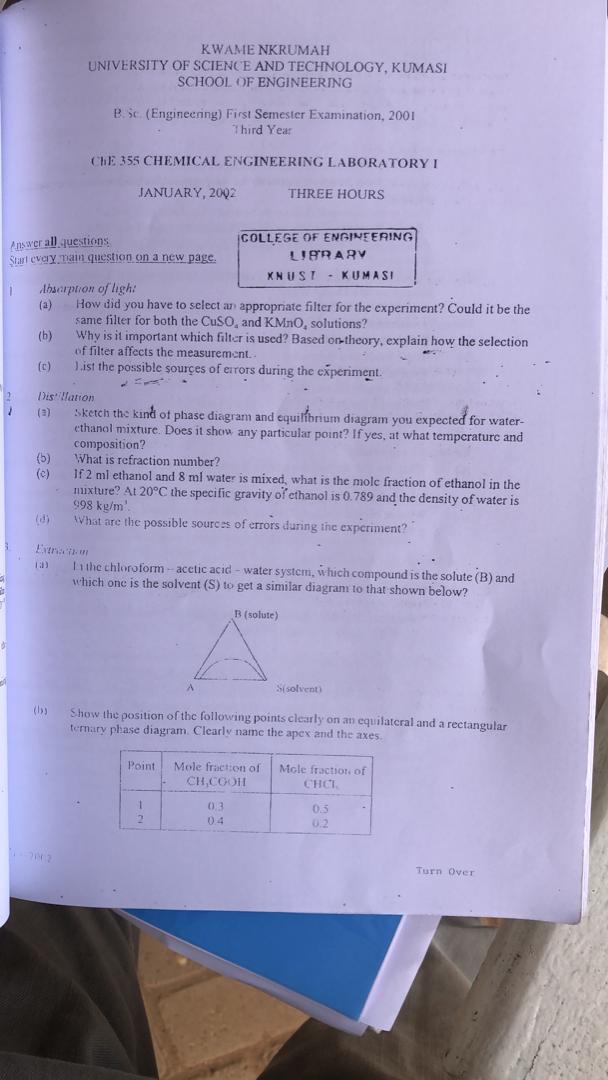 KWAME NKRUMAH
UNIVERSITY OF SCIENCE AND TECHNOLOGY, KUMASI
SCHOOL OF ENGINEERING
B. Sc. (Engineering) First Semester Examination, 2001
Third Year
ChE 355 CHEMICAL ENGINEERING LABORATORY I
JANUARY, 2002 THREE HOURS
Answer all questions
Start every main question on a new page.
COLLEGE OF ENGINEERING
LIBRARY
KNUST - KUMASI
1 Absorption of light
(a) How did you have to select an appropriate filter for the experiment? Could it be the
same filter for both the CuSO₄ and KMnO₄ solutions?
(b) Why is it important which filter is used? Based on theory, explain how the selection
of filter affects the measurement.
(c) List the possible sources of errors during the experiment.
2 Distillation
(a) Sketch the kind of phase diagram and equilibrium diagram you expected for water-
ethanol mixture. Does it show any particular point? If yes, at what temperature and
composition?
(b) What is refraction number?
(c) If 2 ml ethanol and 8 ml water is mixed, what is the mole fraction of ethanol in the
mixture? At 20°C the specific gravity of ethanol is 0.789 and the density of water is
998 kg/m³.
(d) What are the possible sources of errors during the experiment?
3. Extraction
(a) In the chloroform - acetic acid - water system, which compound is the solute (B) and
which one is the solvent (S) to get a similar diagram to that shown below?
B (solute)
A S(solvent)
(b) Show the position of the following points clearly on an equilateral and a rectangular
ternary phase diagram. Clearly name the apex and the axes.
Point Mole fraction of CH₃COOH Mole fraction of CHCl₃
1 0.3 0.5
2 0.4 0.2
2002
Turn Over